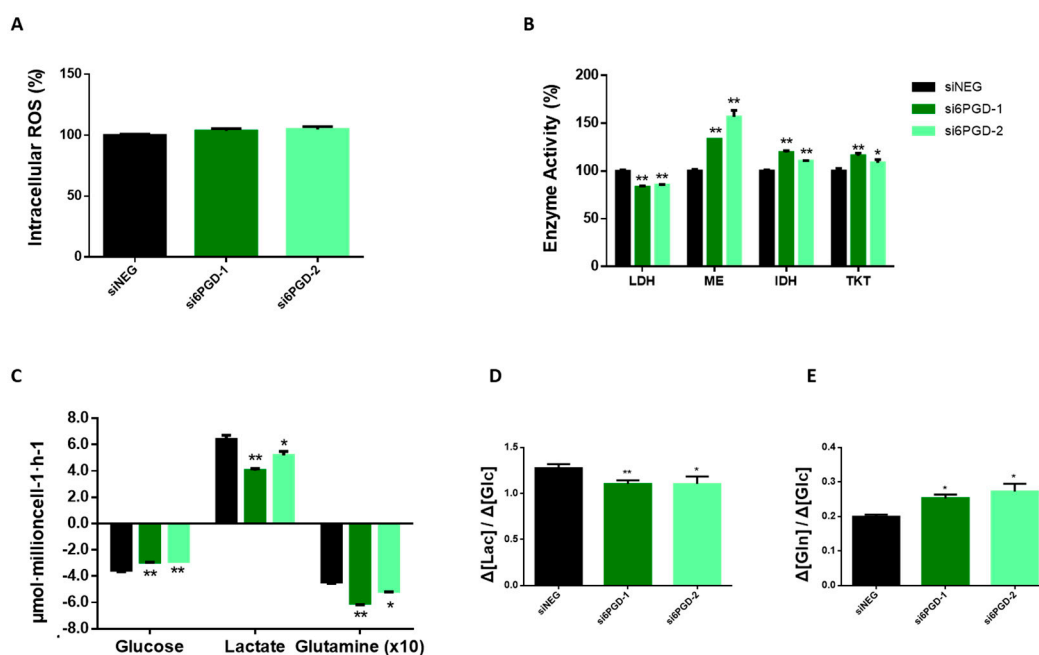 A
Intracellular ROS (%)
150
100
50
0
siNEG
si6PGD-1
si6PGD-2
B
Enzyme Activity (%)
200
150
100
50
0
** **
** **
** **
** *
LDH
ME
IDH
TKT
siNEG
si6PGD-1
si6PGD-2
C
µmol·millioncell-1·h-1
8.0
6.0
4.0
2.0
0.0
-2.0
-4.0
-6.0
-8.0
** **
** *
** *
Glucose
Lactate
Glutamine (x10)
D
Δ[Lac] / Δ[Glc]
1.5
1.0
0.5
0.0
** *
siNEG
si6PGD-1
si6PGD-2
E
Δ[Gln] / Δ[Glc]
0.4
0.3
0.2
0.1
0.0
* *
siNEG
si6PGD-1
si6PGD-2